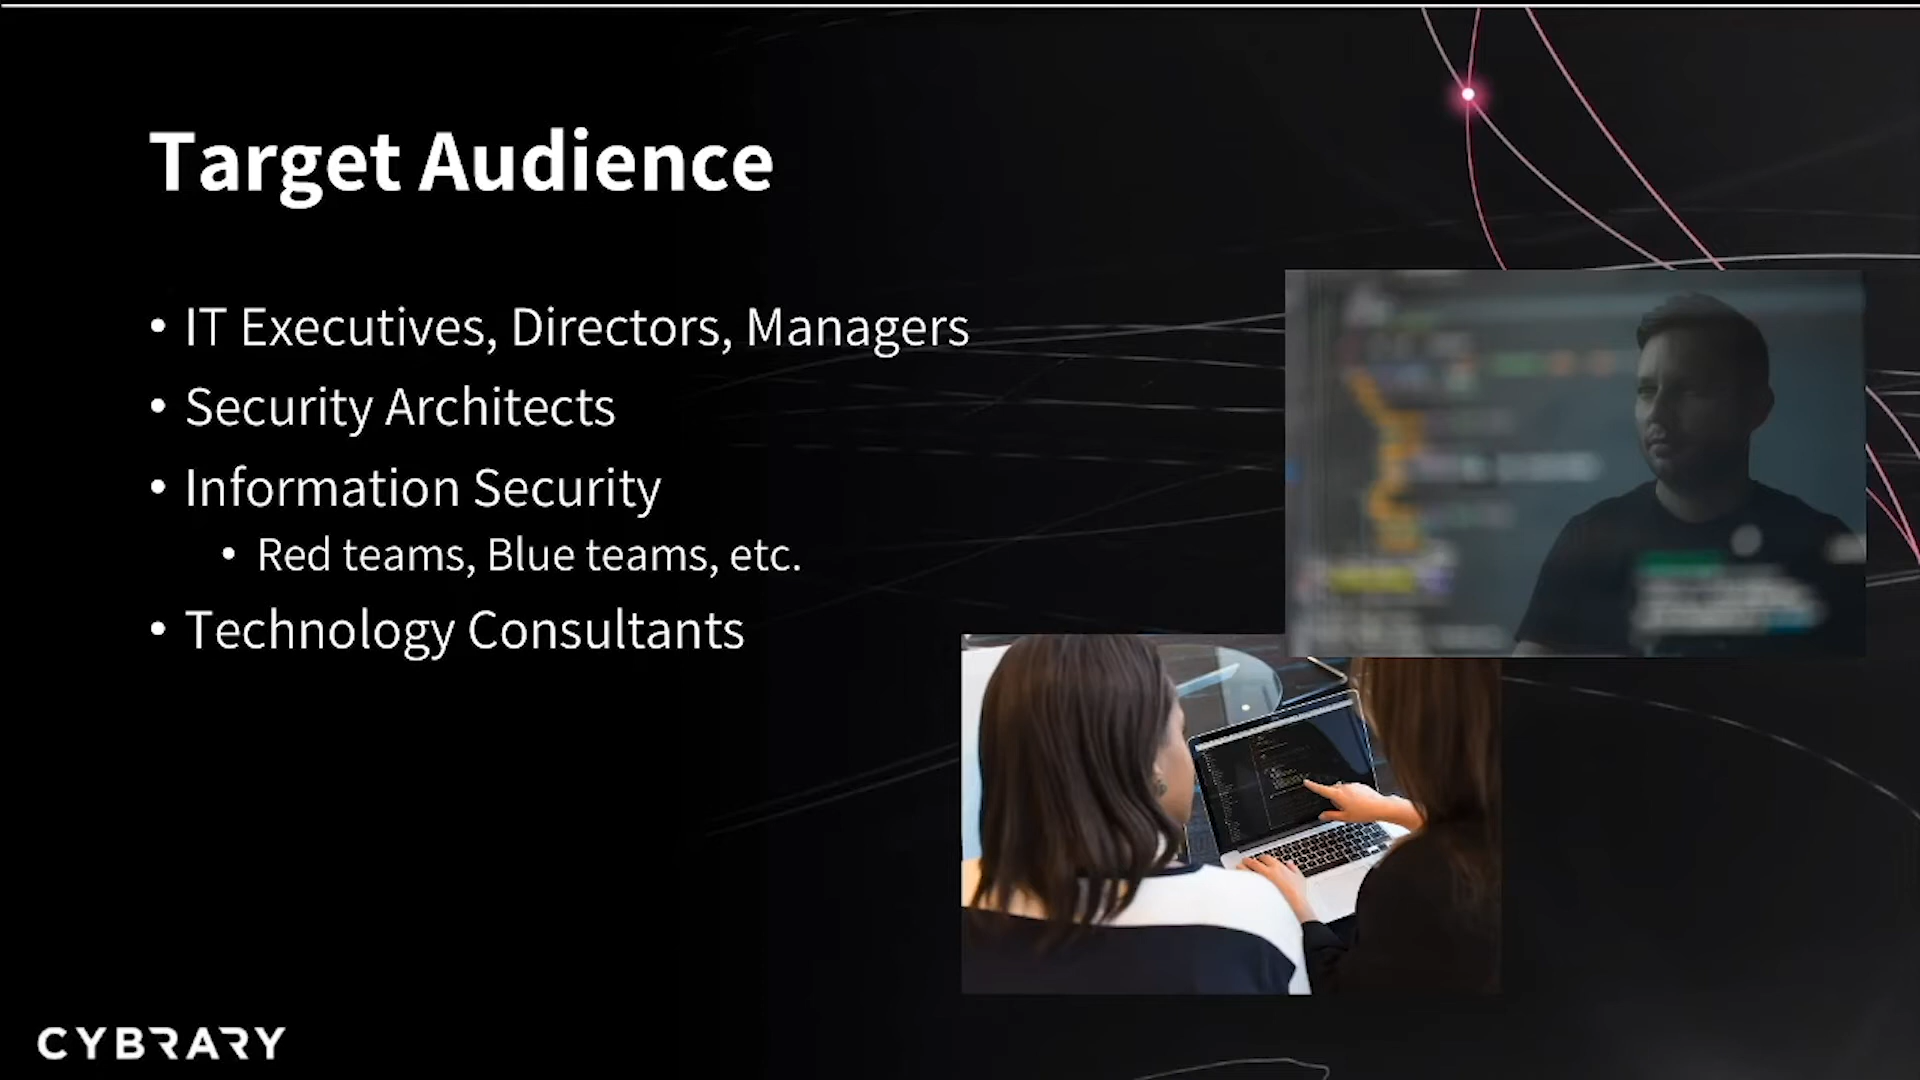 Target Audience
• IT Executives, Directors, Managers
• Security Architects
• Information Security
• Red teams, Blue teams, etc.
• Technology Consultants
CYBRARY